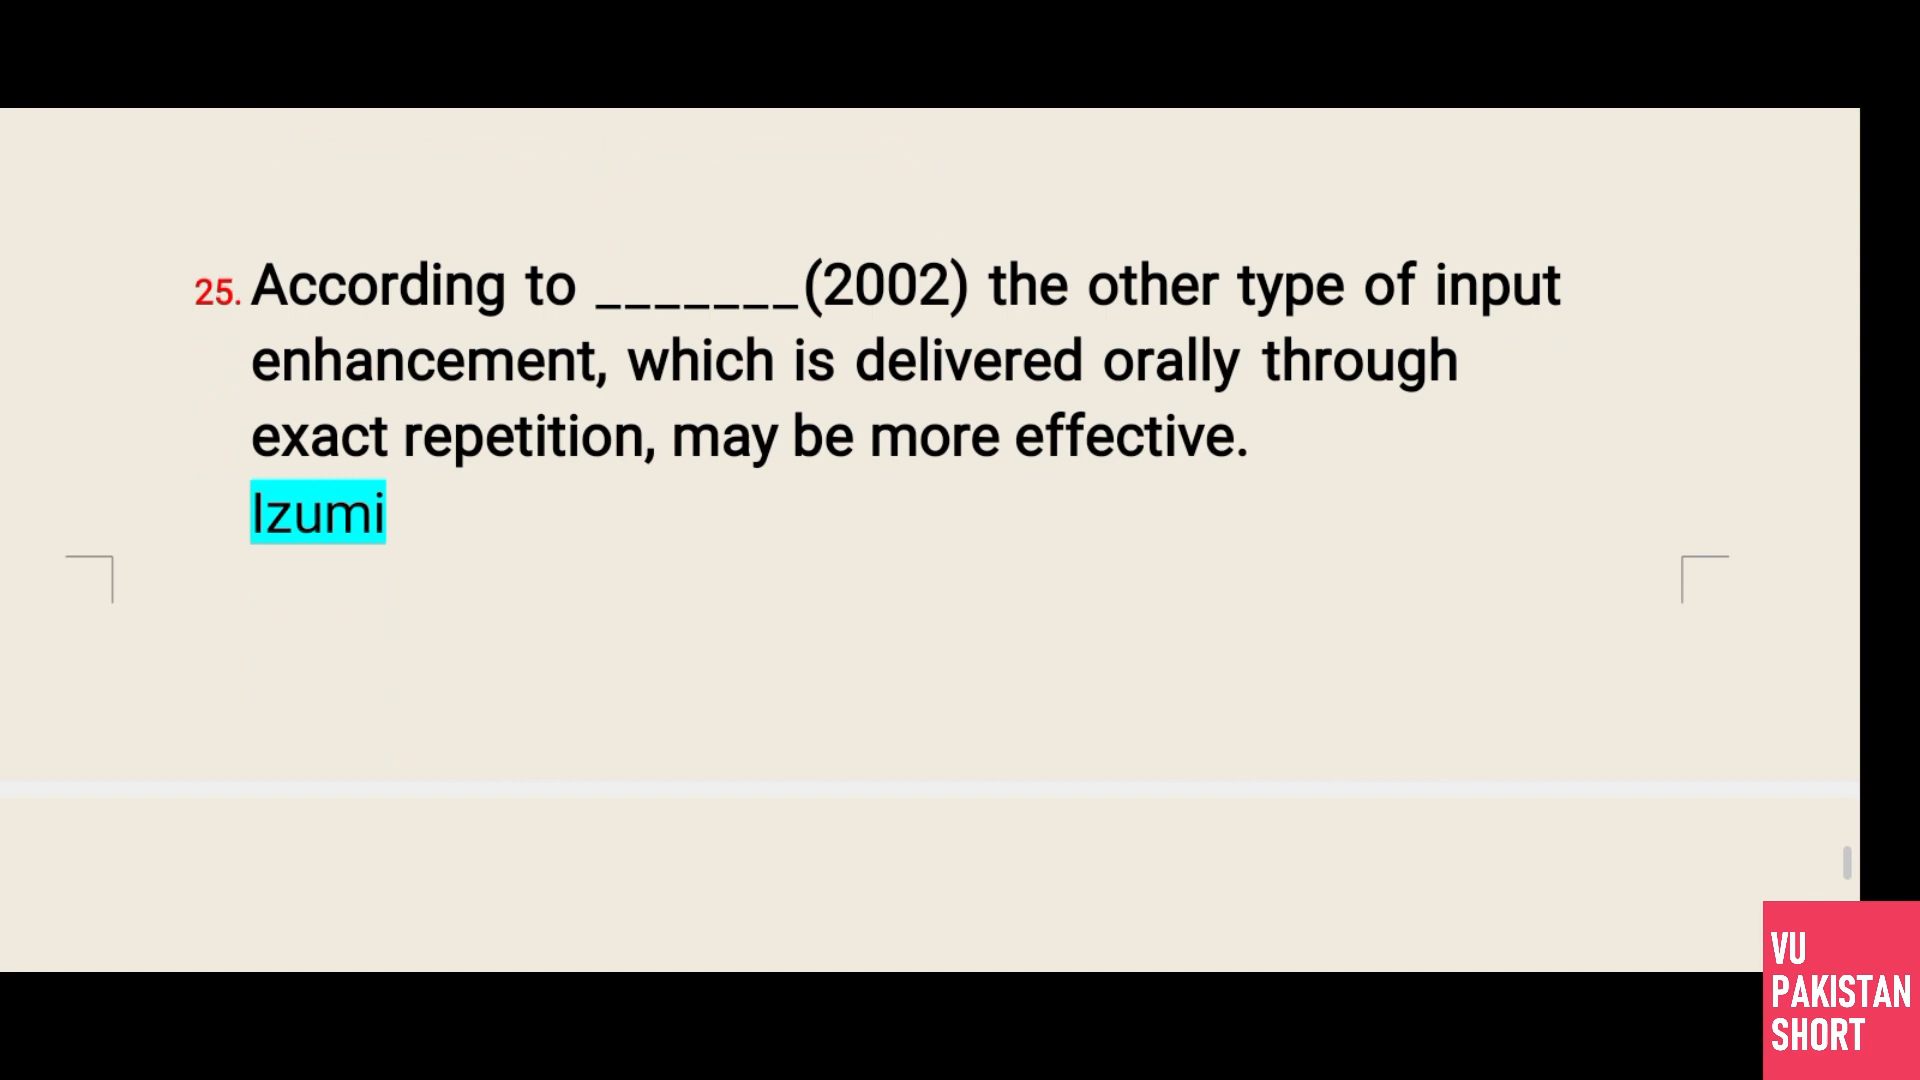 25. According to _______(2002) the other type of input
enhancement, which is delivered orally through
exact repetition, may be more effective.
Izumi
VU
PAKISTAN
SHORT